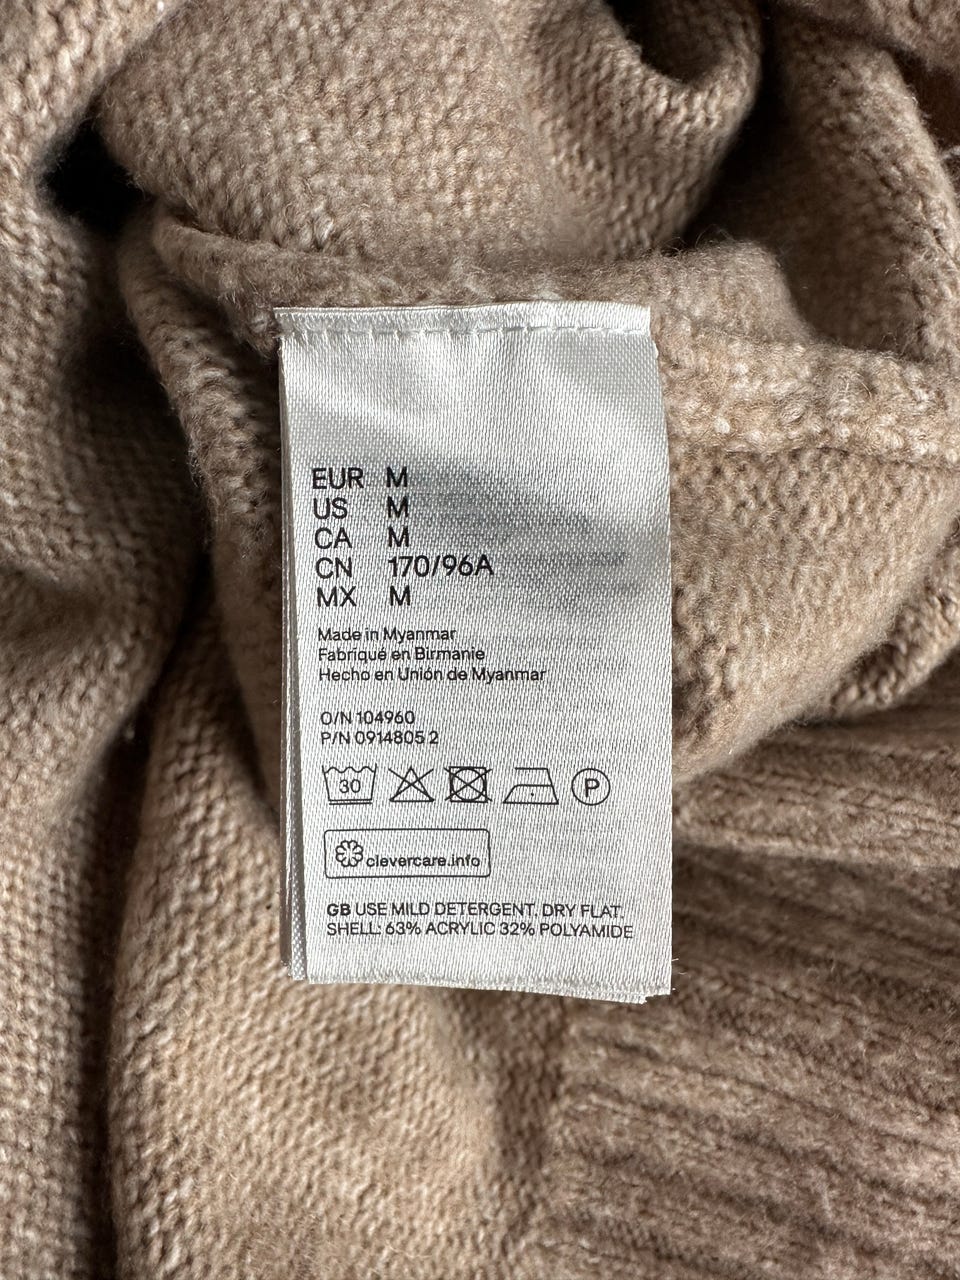 EUR M
US M
CA M
CN 170/96A
MX M
Made in Myanmar
Fabriqué en Birmanie
Hecho en Unión de Myanmar
O/N 104960
P/N 0914805 2
30
P
clevercare.info
GB USE MILD DETERGENT. DRY FLAT.
SHELL: 63% ACRYLIC 32% POLYAMIDE